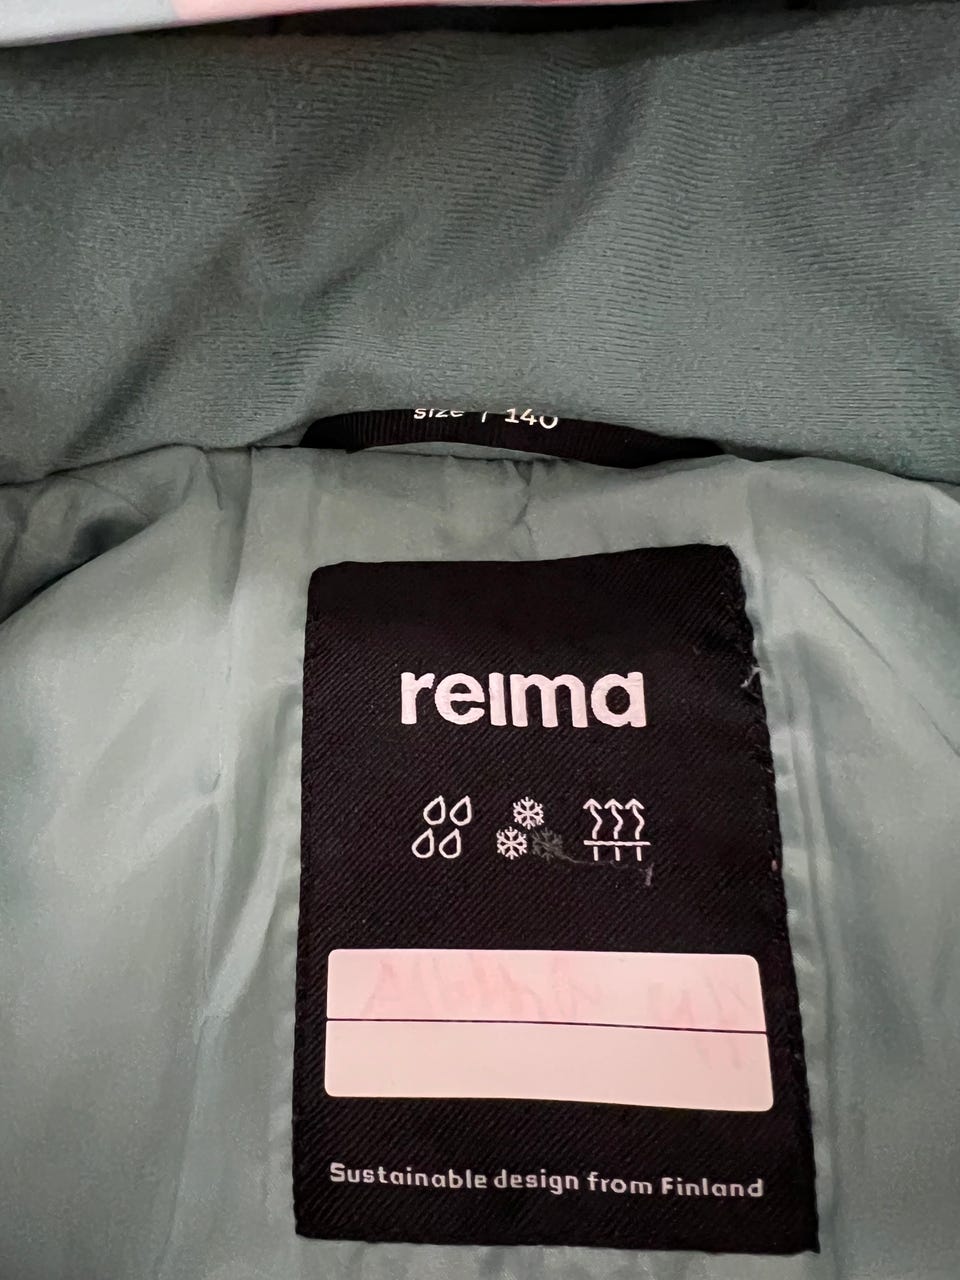 size / 140
reima
Sustainable design from Finland